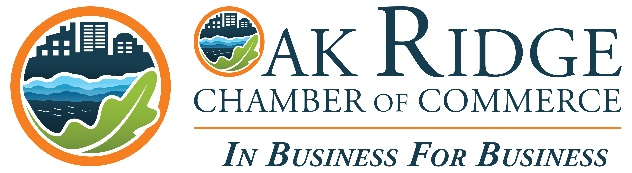 OAK RIDGE
CHAMBER OF COMMERCE
IN BUSINESS FOR BUSINESS